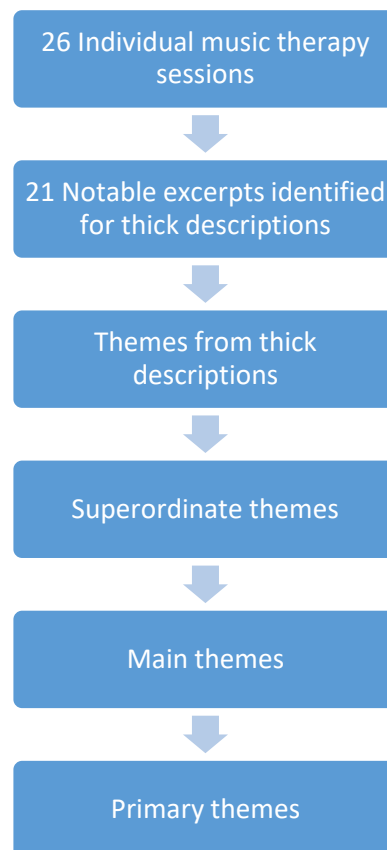 26 Individual music therapy
sessions
21 Notable excerpts identified
for thick descriptions
Themes from thick
descriptions
Superordinate themes
Main themes
Primary themes